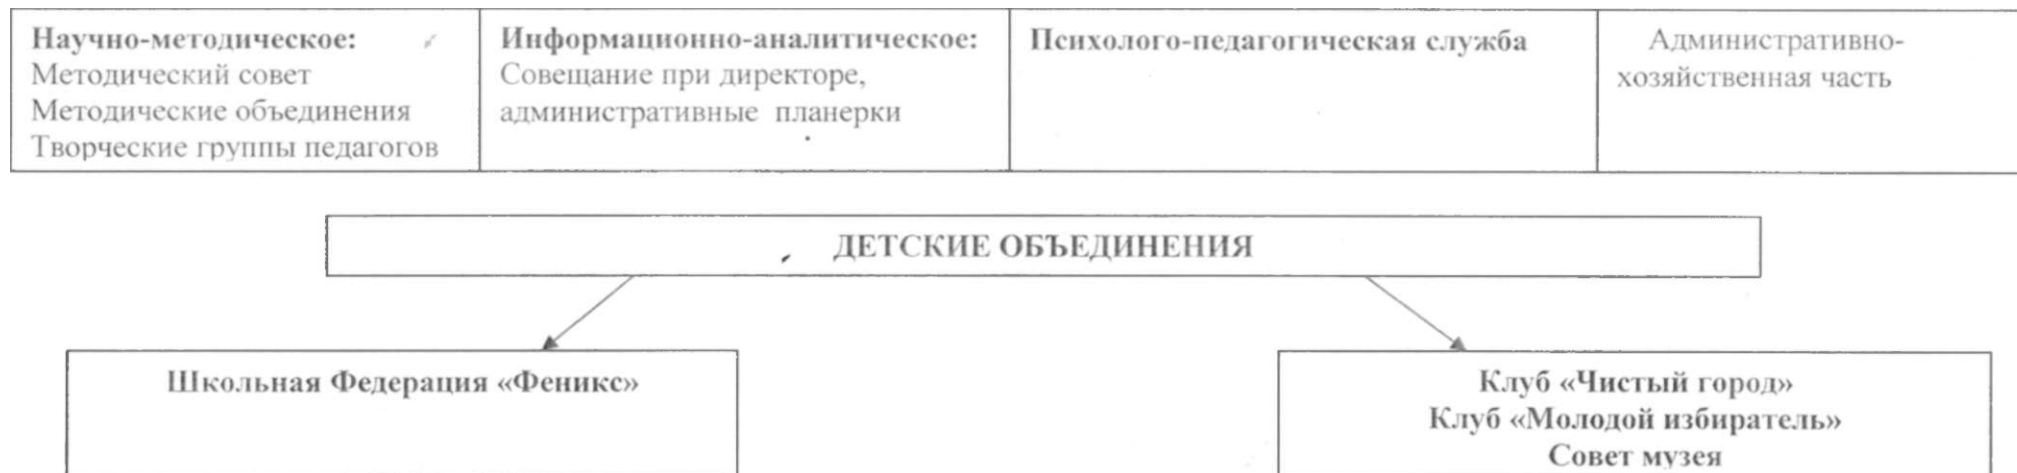 Научно-методическое:
Методический совет
Методические объединения
Творческие группы педагогов
Информационно-аналитическое:
Совещание при директоре,
административные планерки
Психолого-педагогическая служба
Административно-
хозяйственная часть
ДЕТСКИЕ ОБЪЕДИНЕНИЯ
Школьная Федерация «Феникс»
Клуб «Чистый город»
Клуб «Молодой избиратель»
Совет музея